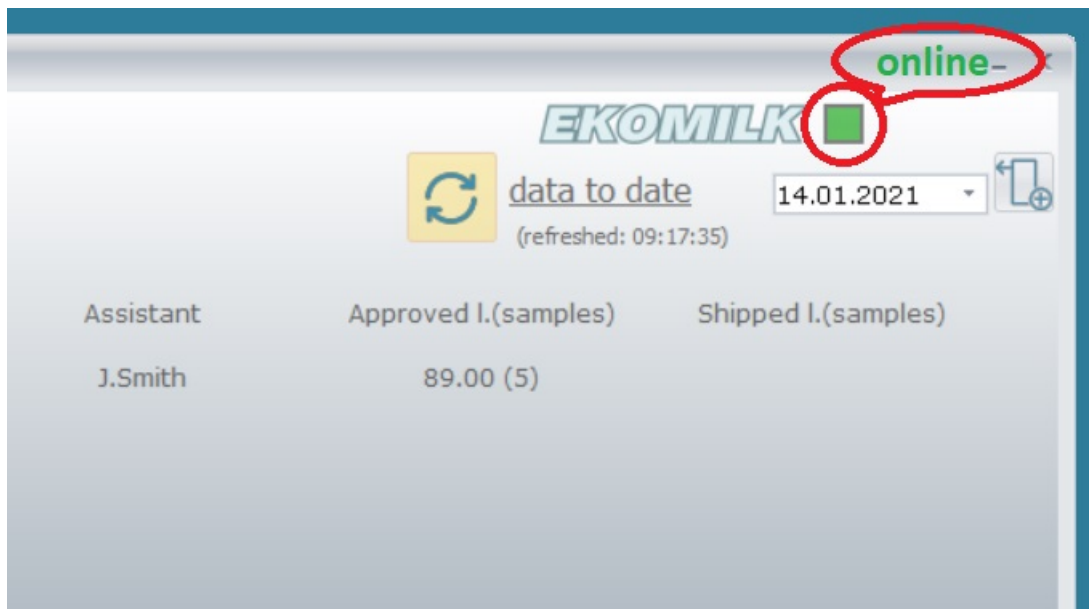 online
EKOMILK
data to date 14.01.2021
(refreshed: 09:17:35)
Assistant Approved l.(samples) Shipped l.(samples)
J.Smith 89.00 (5)